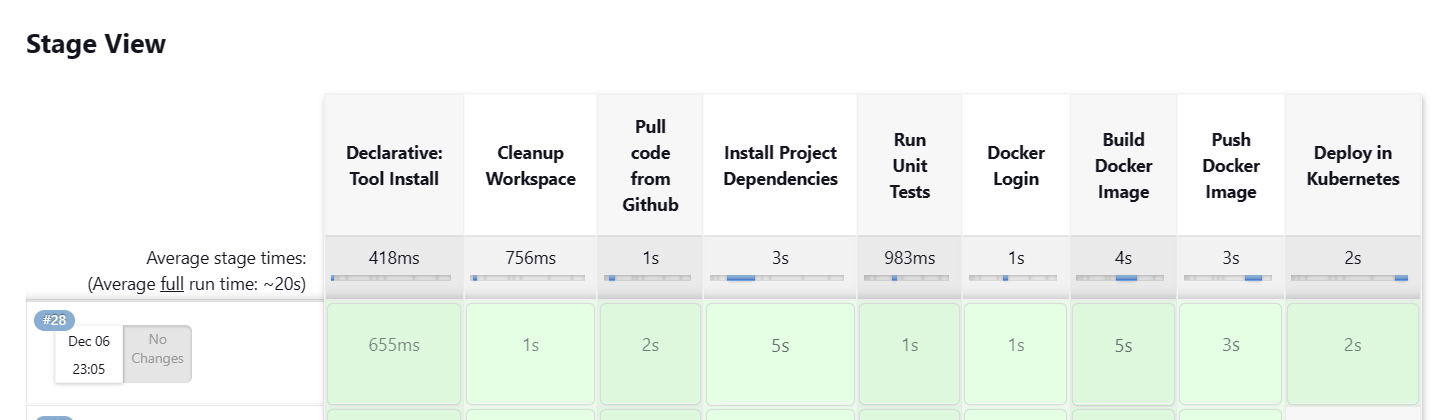 Stage View
Declarative:
Tool Install
Cleanup
Workspace
Pull
code
from
Github
Install Project
Dependencies
Run
Unit
Tests
Docker
Login
Build
Docker
Image
Push
Docker
Image
Deploy in
Kubernetes
Average stage times:
(Average full run time: ~20s)
418ms
756ms
1s
3s
983ms
1s
4s
3s
2s
#28
Dec 06
23:05
No
Changes
655ms
1s
2s
5s
1s
1s
5s
3s
2s